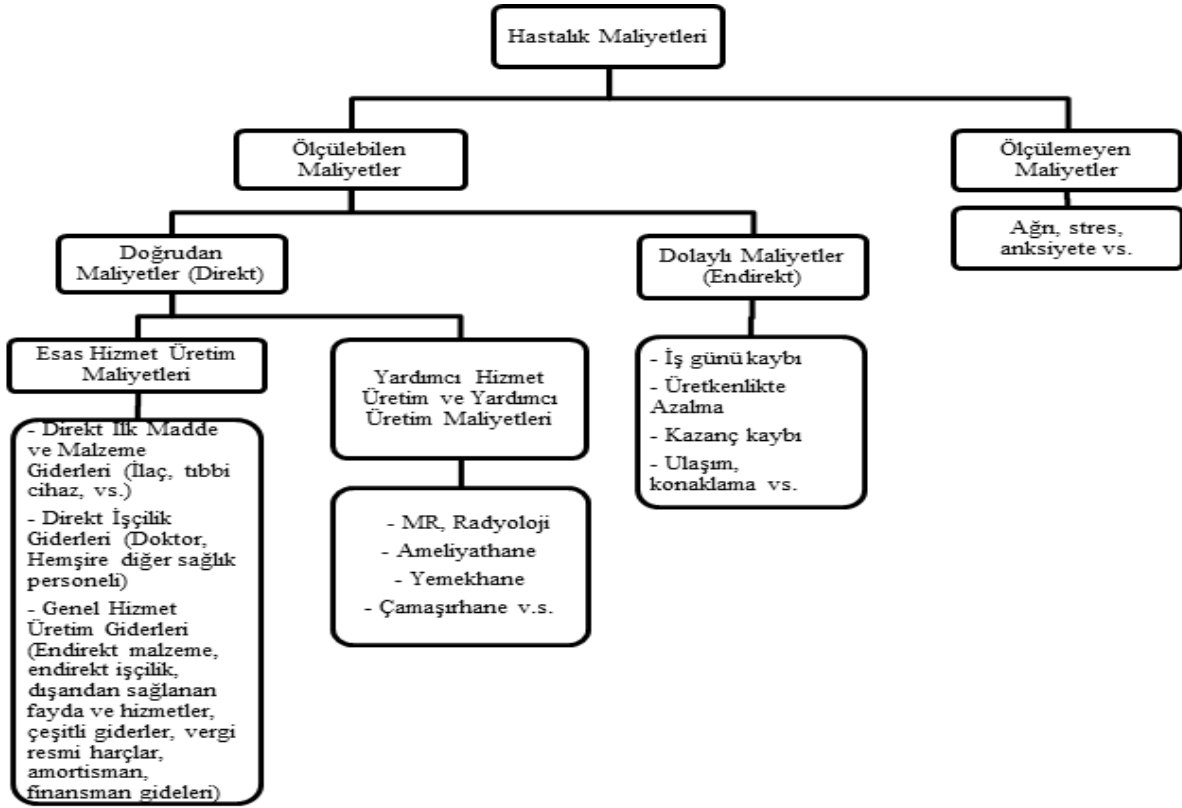 Hastalık Maliyetleri
Ölçülebilen
Maliyetler
Ölçülemeyen
Maliyetler
Doğrudan
Maliyetler (Direkt)
Dolaylı Maliyetler
(Endirekt)
Ağrı, stres,
anksiyete vs.
Esas Hizmet Üretim
Maliyetleri
Yardımcı Hizmet
Üretim ve Yardımcı
Üretim Maliyetleri
- İş günü kaybı
- Üretkenlikte
Azalma
- Kazanç kaybı
- Ulaşım,
konaklama vs.
- Direkt İlk Madde
ve Malzeme
Giderleri (İlaç, tıbbi
cihaz, vs.)
- Direkt İşçilik
Giderleri (Doktor,
Hemşire diğer sağlık
personeli)
- Genel Hizmet
Üretim Giderleri
(Endirekt malzeme,
endirekt işçilik,
dışarıdan sağlanan
fayda ve hizmetler,
çeşitli giderler, vergi
resmi harçlar,
amortisman,
finansman gideleri)
- MR, Radyoloji
- Ameliyathane
- Yemekhane
- Çamaşırhane v.s.